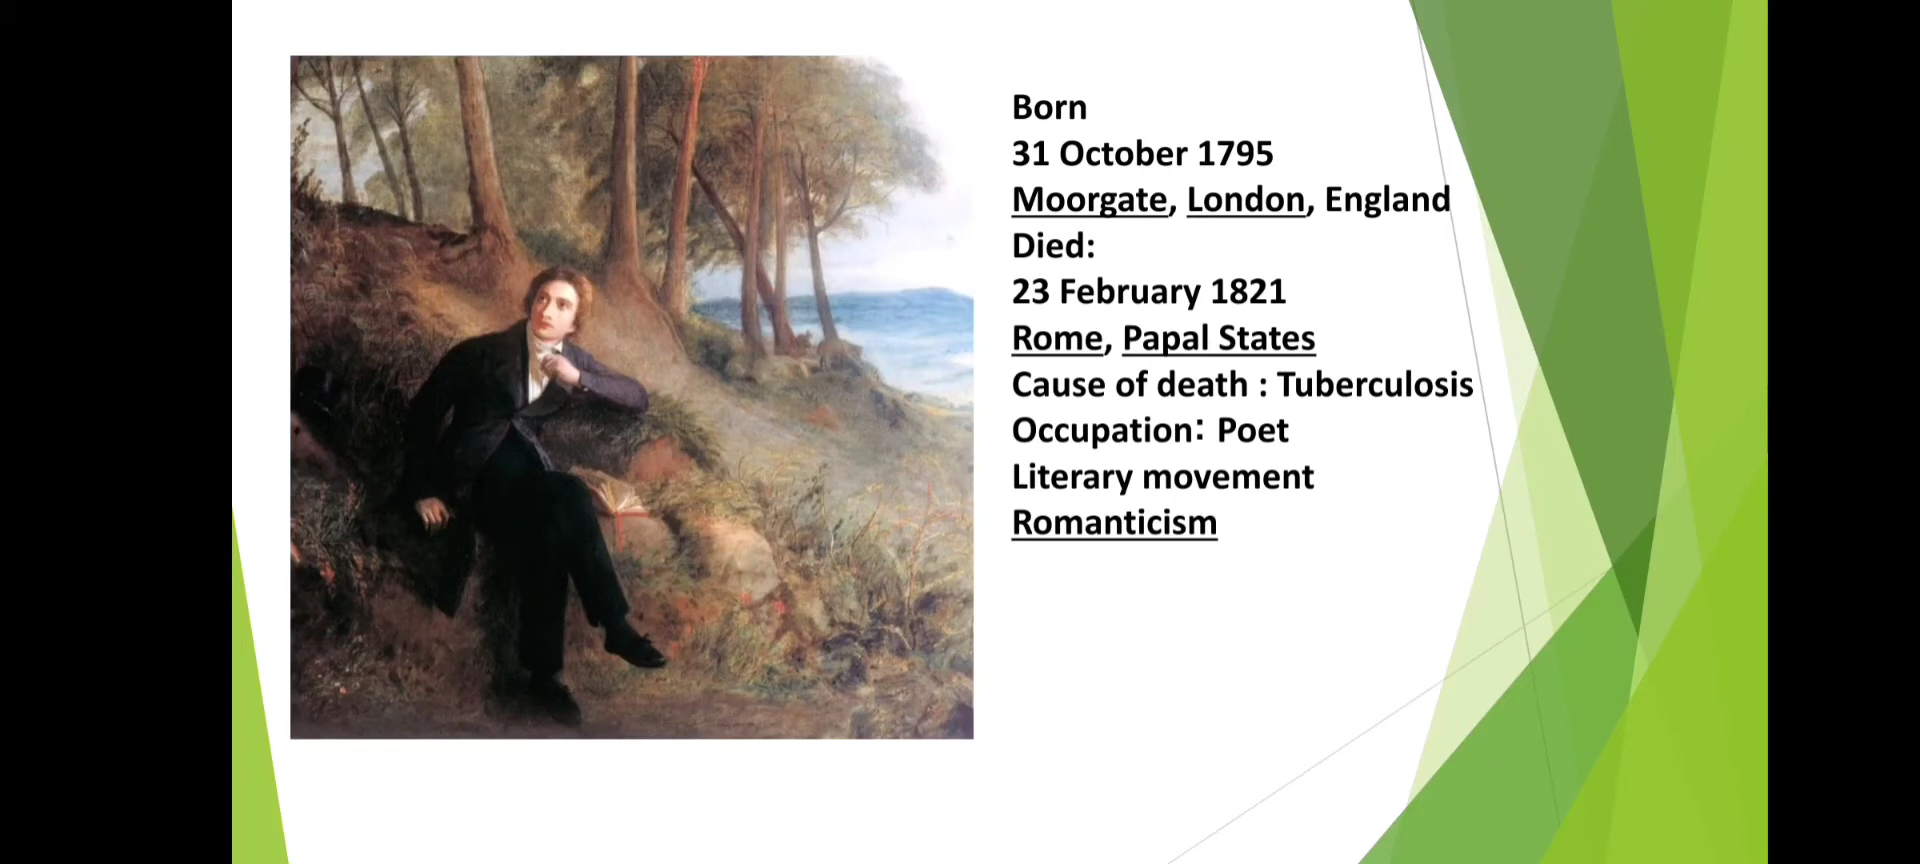 Born
31 October 1795
Moorgate, London, England
Died:
23 February 1821
Rome, Papal States
Cause of death : Tuberculosis
Occupation: Poet
Literary movement
Romanticism